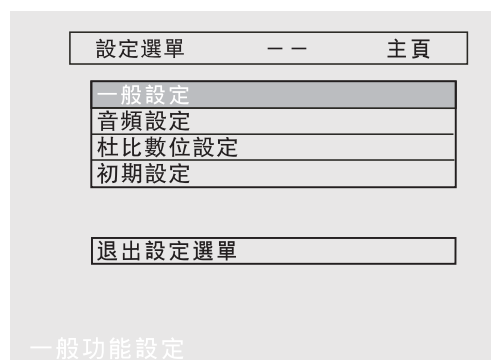 設定選單 －－ 主頁
一般設定
音頻設定
杜比數位設定
初期設定
退出設定選單
一般功能設定